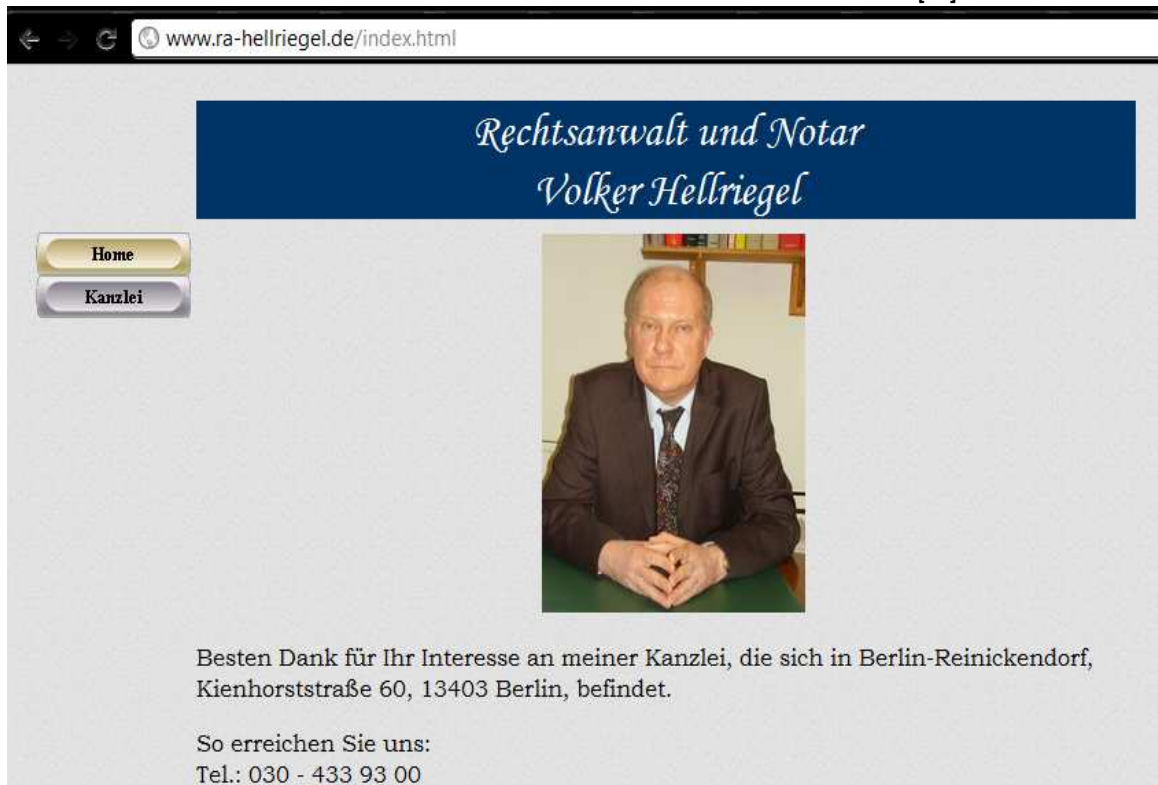 www.ra-hellriegel.de/index.html
Rechtsanwalt und Notar
Volker Hellriegel
Home
Kanzlei
Besten Dank für Ihr Interesse an meiner Kanzlei, die sich in Berlin-Reinickendorf,
Kienhorststraße 60, 13403 Berlin, befindet.
So erreichen Sie uns:
Tel.: 030 - 433 93 00